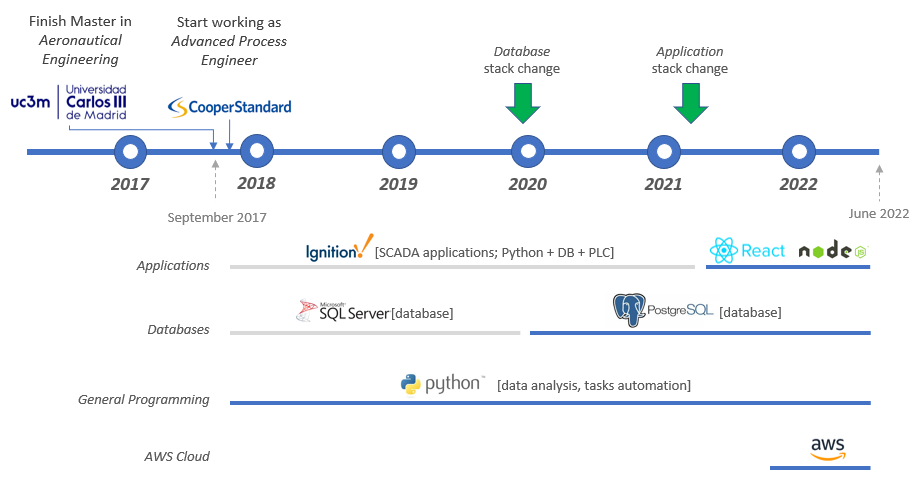 Finish Master in
Aeronautical
Engineering
Start working as
Advanced Process
Engineer
Database
stack change
Application
stack change
uc3m
Universidad
Carlos III
de Madrid
CooperStandard
2017
2018
2019
2020
2021
2022
September 2017
June 2022
Applications
Ignition! [SCADA applications; Python + DB + PLC]
React
node JS
Databases
Microsoft
SQL Server [database]
PostgreSQL [database]
General Programming
python™ [data analysis, tasks automation]
AWS Cloud
aws